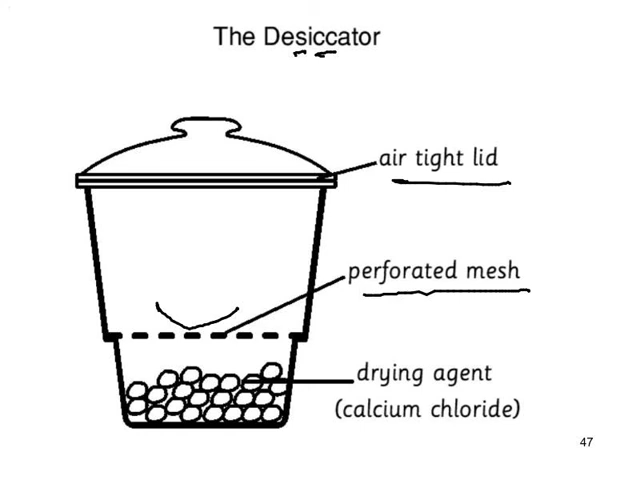 The Desiccator
air tight lid
perforated mesh
drying agent
(calcium chloride)
47